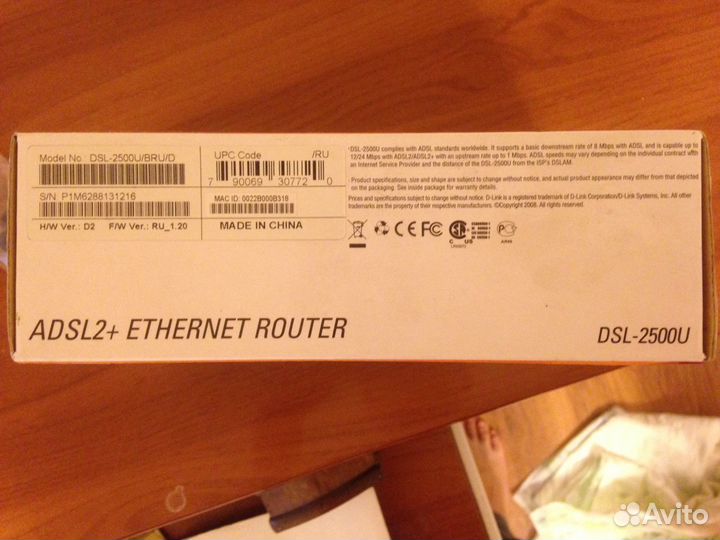 Model No. DSL-2500U/BRU/D
S/N: P1M6288131216
H/W Ver.: D2 F/W Ver.: RU_1.20
UPC Code /RU
7 90069 30772 0
MAC ID: 0022B000B318
MADE IN CHINA
*DSL-2500U complies with ADSL standards worldwide. It supports a basic downstream rate of 8 Mbps with ADSL and is capable up to
12/24 Mbps with ADSL2/ADSL2+ with an upstream rate up to 1 Mbps. ADSL speeds may vary depending on the individual contract with
an Internet Service Provider and the distance of the DSL-2500U from the ISP's DSLAM.
Product specifications, size and shape are subject to change without notice, and actual product appearance may differ from that depicted
on the packaging. See inside package for warranty details.
Prices and specifications subject to change without notice. D-Link is a registered trademark of D-Link Corporation/D-Link Systems, Inc. All other
trademarks are the property of their respective manufacturers. ©Copyright 2008. All rights reserved.
CE FC
C US
ADSL2+ ETHERNET ROUTER
DSL-2500U
Avito